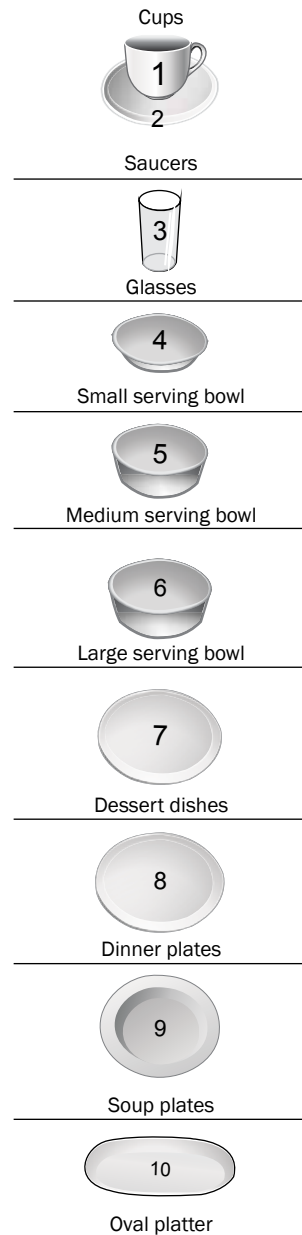 Cups
1
2
Saucers
3
Glasses
4
Small serving bowl
5
Medium serving bowl
6
Large serving bowl
7
Dessert dishes
8
Dinner plates
9
Soup plates
10
Oval platter